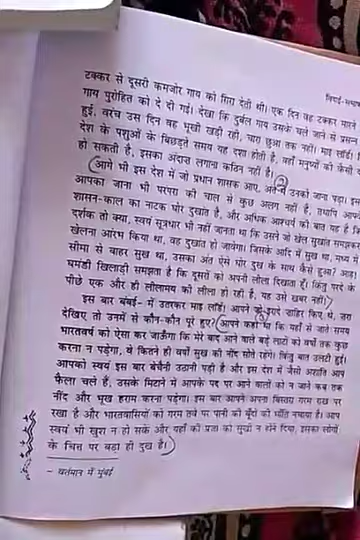 विदाई-सम्भ
टक्कर से दूसरी कमजोर गाय को गिरा देती थी। एक दिन वह टक्कर मारने
गाय पुरोहित को दे दी गई। देखा कि दुर्बल गाय उसके चले जाने से प्रसन्न
हुई, वरंच उस दिन वह भूखी खड़ी रही, चारा छुआ तक नहीं। माइ लॉर्ड!
देश के पशुओं के बिछड़ते समय यह दशा होती है, वहाँ मनुष्यों की कैसी
हो सकती है, इसका अंदाजा लगाना कठिन नहीं है।
(आगे भी इस देश में जो प्रधान शासक आए, अंत में उनको जाना पड़ा।
आपका जाना भी परंपरा की चाल से कुछ अलग नहीं है, तथापि आपके
शासन-काल का नाटक घोर दुखांत है, और अधिक आश्चर्य की बात यह है कि
दर्शक तो क्या, स्वयं सूत्रधार भी नहीं जानता था कि उसने जो खेल सुखांत समझकर
खेलना आरंभ किया था, वह दुखांत हो जावेगा। जिसके आदि में सुख था, मध्य में
सीमा से बाहर सुख था, उसका अंत ऐसे घोर दुख के साथ कैसे हुआ? आह!
घमंडी खिलाड़ी समझता है कि दूसरों को अपनी लीला दिखाता हूँ। किंतु परदे के
पीछे एक और ही लीलामय की लीला हो रही है, यह उसे खबर नहीं!)
इस बार बंबई- में उतरकर माइ लॉर्ड! आपने जो इरादे जाहिर किए थे, जरा
देखिए तो उनमें से कौन-कौन पूरे हुए? (आपने कहा था कि यहाँ से जाते समय
भारतवर्ष को ऐसा कर जाऊँगा कि मेरे बाद आने वाले बड़े लाटों को वर्षों तक कुछ
करना न पड़ेगा, वे कितने ही वर्षों सुख की नींद सोते रहेंगे। किंतु बात उलटी हुई।
आपको स्वयं इस बार बेचैनी उठानी पड़ी है और इस देश में जैसी अशांति आप
फैला चले हैं, उसके मिटाने में आपके पद पर आने वालों को न जाने कब तक
नींद और भूख हराम करना पड़ेगा। इस बार आपने अपना बिस्तरा गरम राख पर
रखा है और भारतवासियों को गरम तवे पर पानी की बूँदों की भाँति नचाया है। आप
स्वयं भी खुश न हो सके और यहाँ की प्रजा को सुखी न होने दिया, इसका लोगों
के चित्त पर बड़ा ही दुख है।)
- वर्तमान में मुंबई